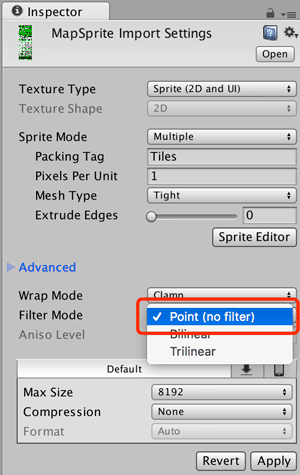 Inspector
MapSprite Import Settings
Open
Texture Type Sprite (2D and UI)
Texture Shape 2D
Sprite Mode Multiple
Packing Tag Tiles
Pixels Per Unit 1
Mesh Type Tight
Extrude Edges 0
Sprite Editor
Advanced
Wrap Mode Clamp
Filter Mode ✓ Point (no filter)
Bilinear
Aniso Level
Trilinear
Default
Max Size 8192
Compression None
Format Auto
Revert Apply